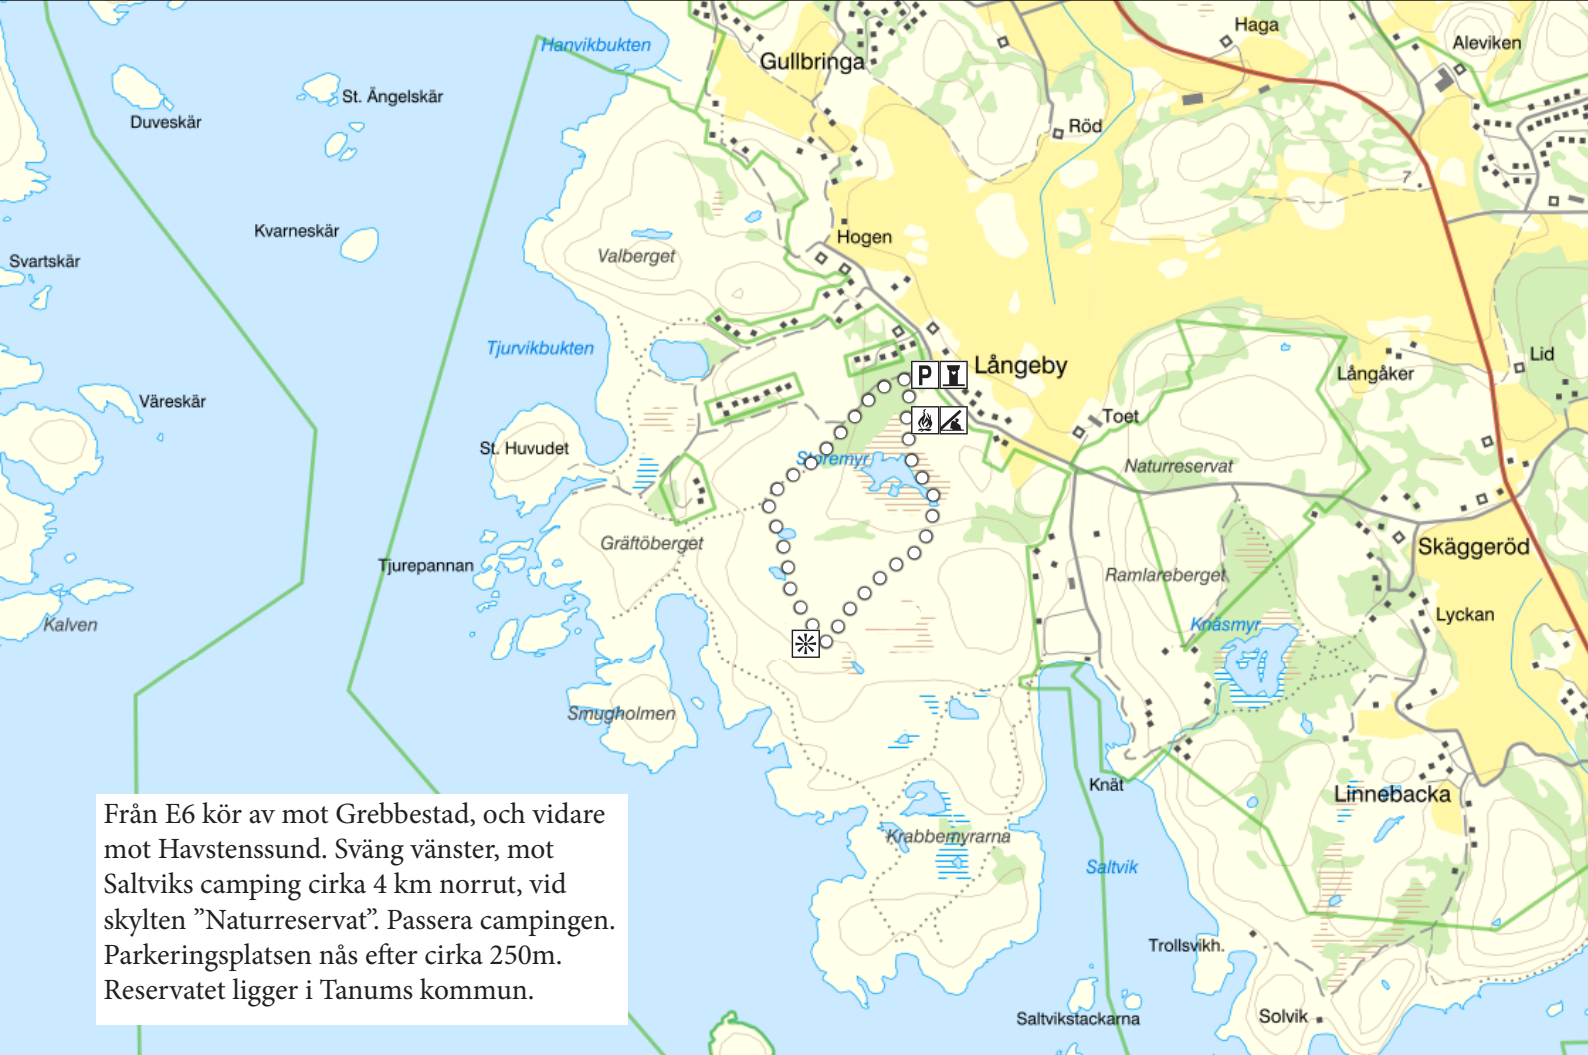 Hanvikbukten
Gullbringa
Haga
Aleviken
St. Ängelskär
Duveskär
Röd
7
Kvarneskär
Hogen
Valberget
Svartskär
Tjurvikbukten
Lid
P
Långeby
Långåker
Väreskär
Toet
St. Huvudet
Storemyr
Naturreservat
Gräftöberget
Skäggeröd
Tjurepannan
Ramlareberget
Lyckan
Kalven
Knäsmyr
Smugholmen
Knät
Linnebacka
Från E6 kör av mot Grebbestad, och vidare
mot Havstenssund. Sväng vänster, mot
Saltviks camping cirka 4 km norrut, vid
skylten ”Naturreservat”. Passera campingen.
Parkeringsplatsen nås efter cirka 250m.
Reservatet ligger i Tanums kommun.
Krabbemyrarna
Saltvik
Trollsvikh.
Saltvikstackarna
Solvik